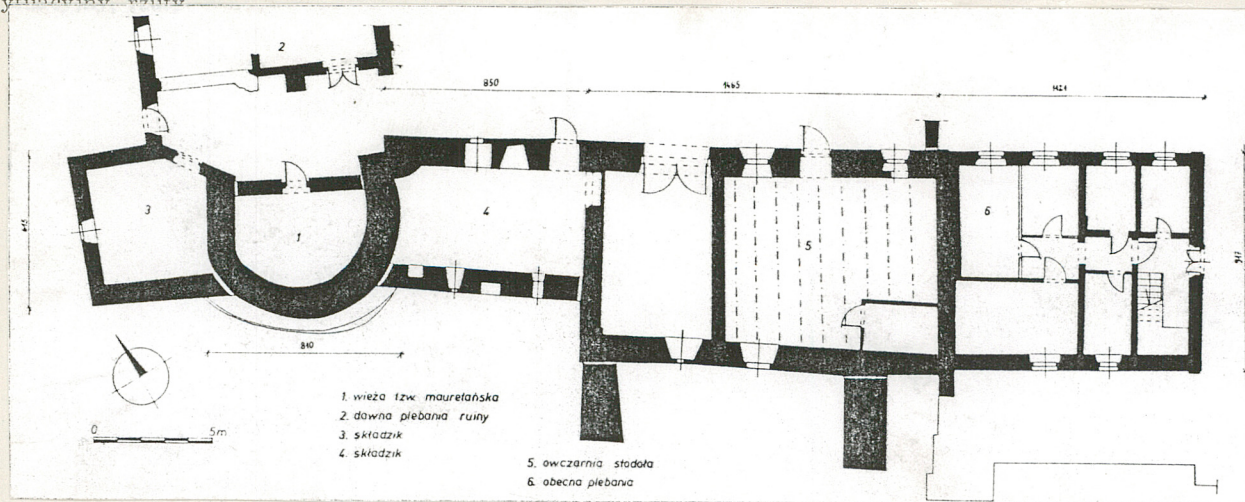 2
850
1465
1421
3
1
4
5
6
810
0 5m
1. wieża tzw. mauretańska
2. dawna plebania ruiny
3. składzik
4. składzik
5. owczarnia stodoła
6. obecna plebania